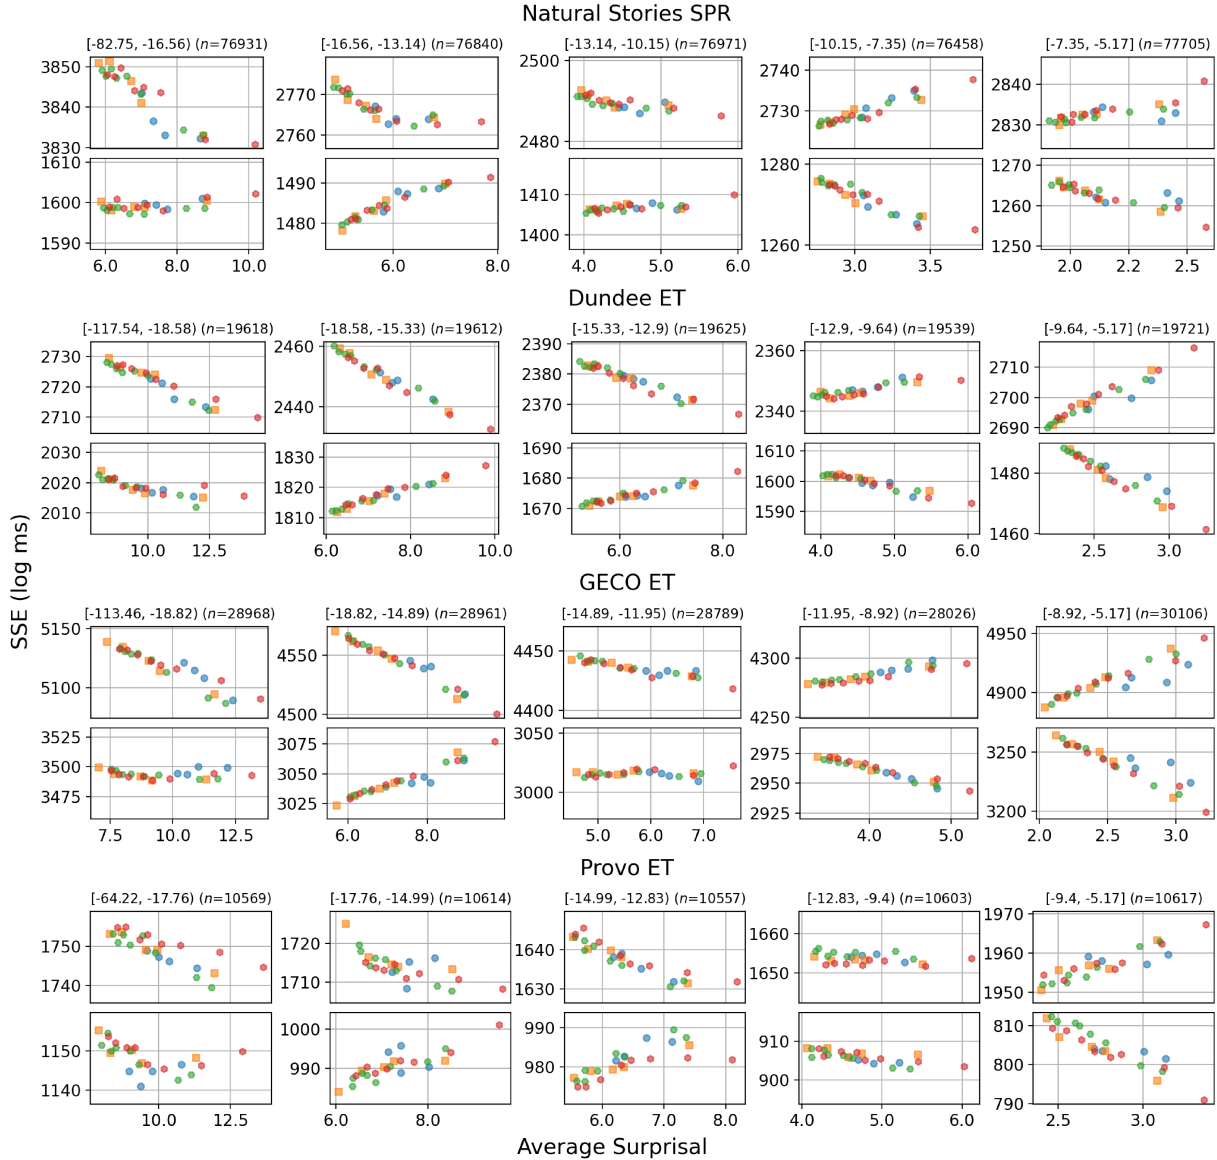 Natural Stories SPR
[-82.75, -16.56) (n=76931)
[-16.56, -13.14) (n=76840)
[-13.14, -10.15) (n=76971)
[-10.15, -7.35) (n=76458)
[-7.35, -5.17] (n=77705)
3850
3840
3830
2770
2760
2500
2480
2740
2730
2840
2830
1610
1600
1590
1490
1480
1410
1400
1280
1260
1270
1260
1250
6.0 8.0 10.0
6.0 8.0
4.0 5.0 6.0
3.0 3.5
2.0 2.2 2.5
Dundee ET
[-117.54, -18.58) (n=19618)
[-18.58, -15.33) (n=19612)
[-15.33, -12.9) (n=19625)
[-12.9, -9.64) (n=19539)
[-9.64, -5.17] (n=19721)
2730
2720
2710
2460
2440
2390
2380
2370
2360
2340
2710
2700
2690
2030
2020
2010
1830
1820
1810
1690
1680
1670
1610
1600
1590
1480
1460
10.0 12.5
6.0 7.0 8.0 9.0 10.0
6.0 8.0
4.0 5.0 6.0
2.5 3.0
GECO ET
[-113.46, -18.82) (n=28968)
[-18.82, -14.89) (n=28961)
[-14.89, -11.95) (n=28789)
[-11.95, -8.92) (n=28026)
[-8.92, -5.17] (n=30106)
5150
5100
4550
4500
4450
4400
4300
4250
4950
4900
3525
3500
3475
3075
3050
3025
3050
3000
2975
2950
2925
3250
3200
7.5 10.0 12.5
6.0 8.0
5.0 6.0 7.0
4.0 5.0
2.0 2.5 3.0
Provo ET
[-64.22, -17.76) (n=10569)
[-17.76, -14.99) (n=10614)
[-14.99, -12.83) (n=10557)
[-12.83, -9.4) (n=10603)
[-9.4, -5.17] (n=10617)
1750
1740
1720
1710
1640
1630
1660
1650
1970
1960
1950
1150
1140
1000
990
990
980
910
900
810
800
790
10.0 12.5
6.0 8.0
6.0 7.0 8.0
4.0 5.0 6.0
2.5 3.0
Average Surprisal
SSE (log ms)